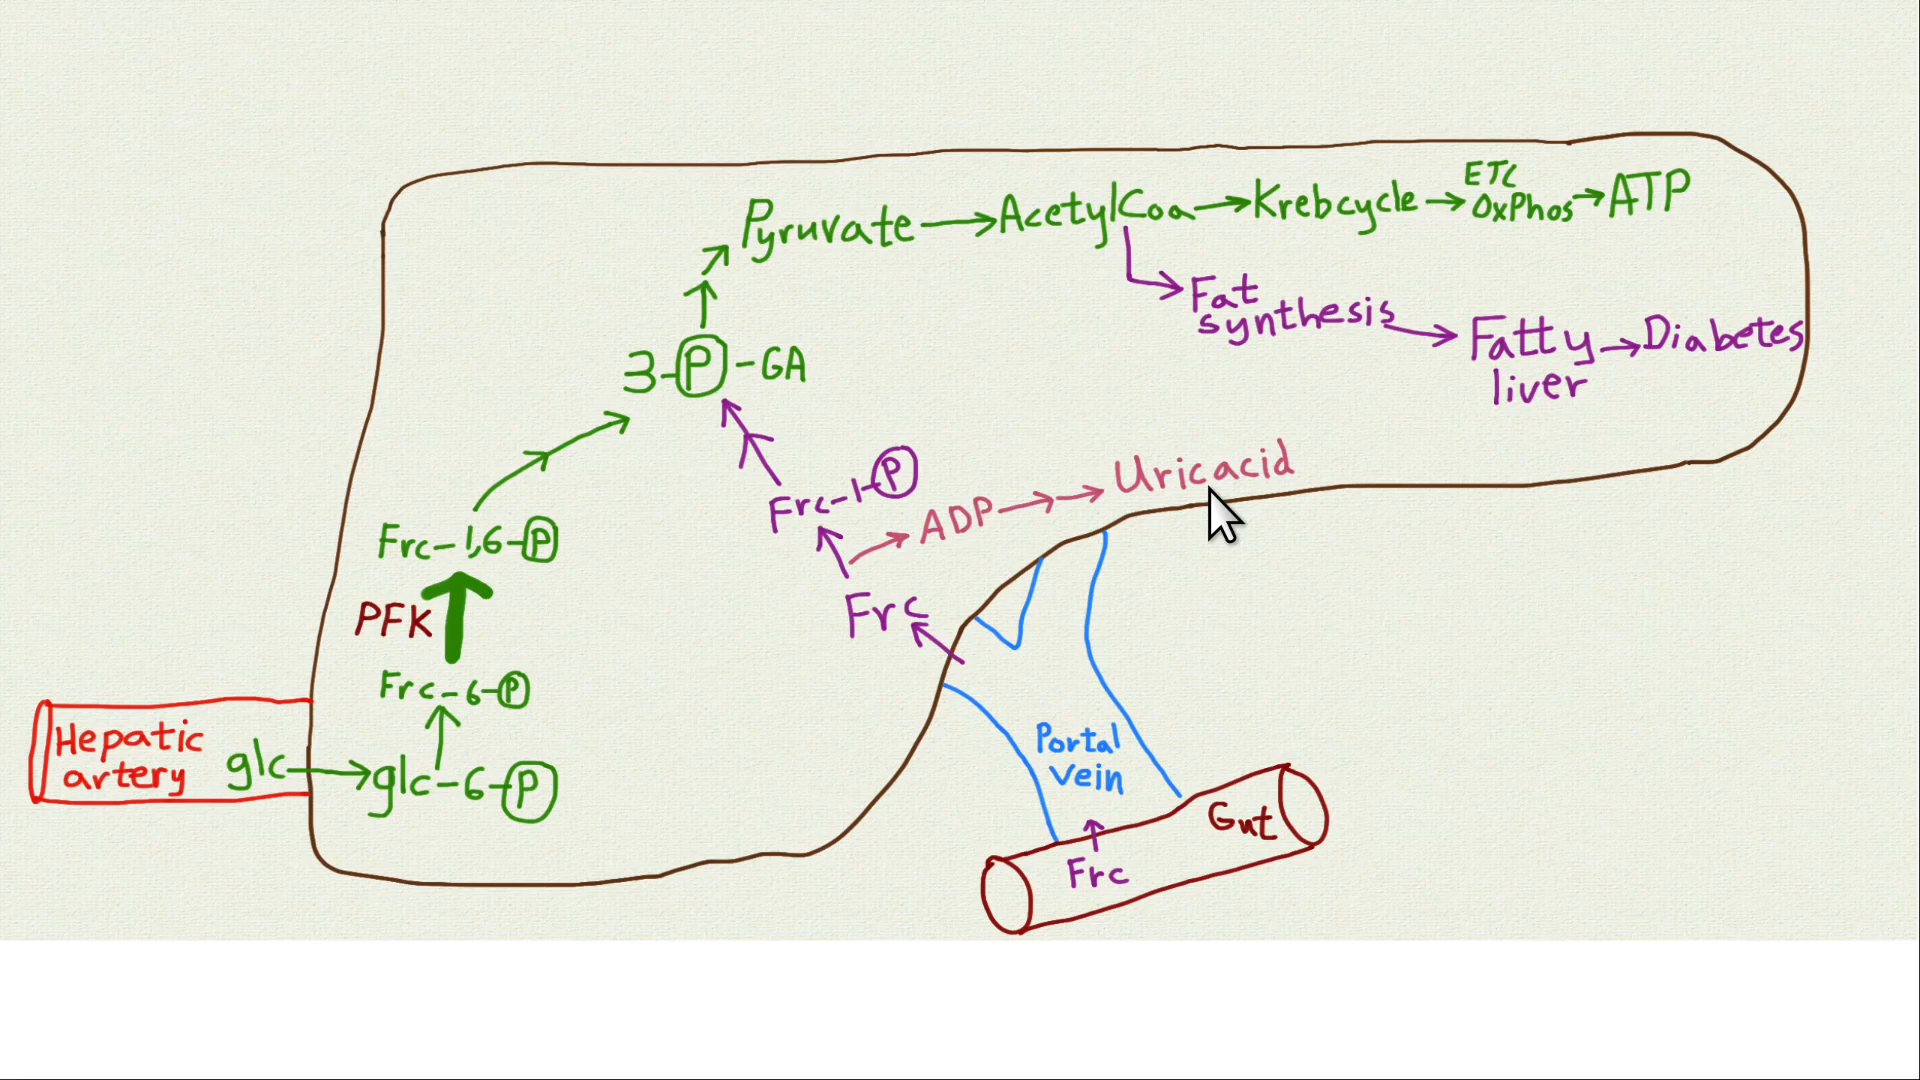 ETC
Pyruvate → AcetylCoa → Krebcycle → OxPhos → ATP
Fat
synthesis → Fatty
liver → Diabetes
3-P-GA
Uricacid
Frc-1-P
ADP
Frc-1,6-P
PFK
Frc
Frc-6-P
Hepatic
artery
glc
glc-6-P
Portal
vein
Gut
Frc